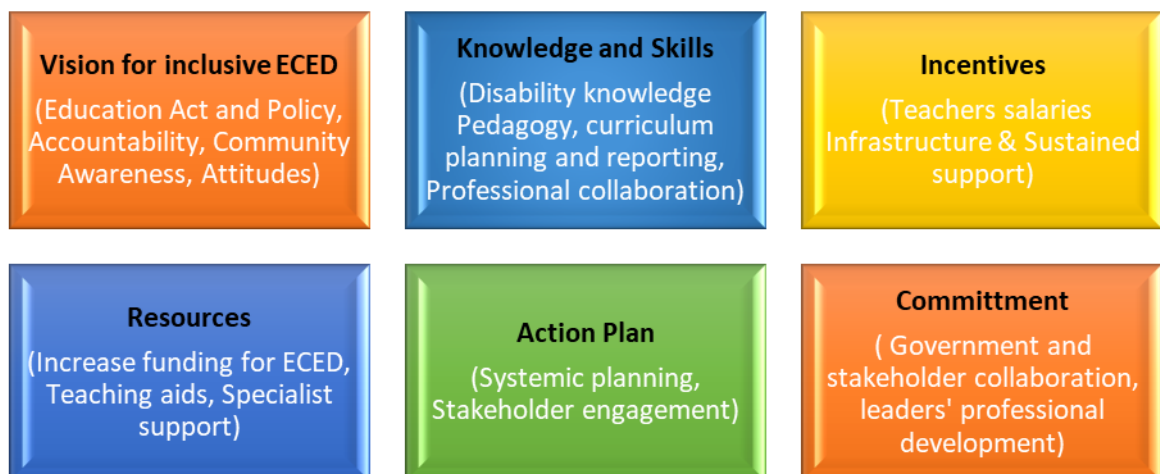 Vision for inclusive ECED
(Education Act and Policy,
Accountability, Community
Awareness, Attitudes)
Knowledge and Skills
(Disability knowledge
Pedagogy, curriculum
planning and reporting,
Professional collaboration)
Incentives
(Teachers salaries
Infrastructure & Sustained
support)
Resources
(Increase funding for ECED,
Teaching aids, Specialist
support)
Action Plan
(Systemic planning,
Stakeholder engagement)
Committment
( Government and
stakeholder collaboration,
leaders' professional
development)